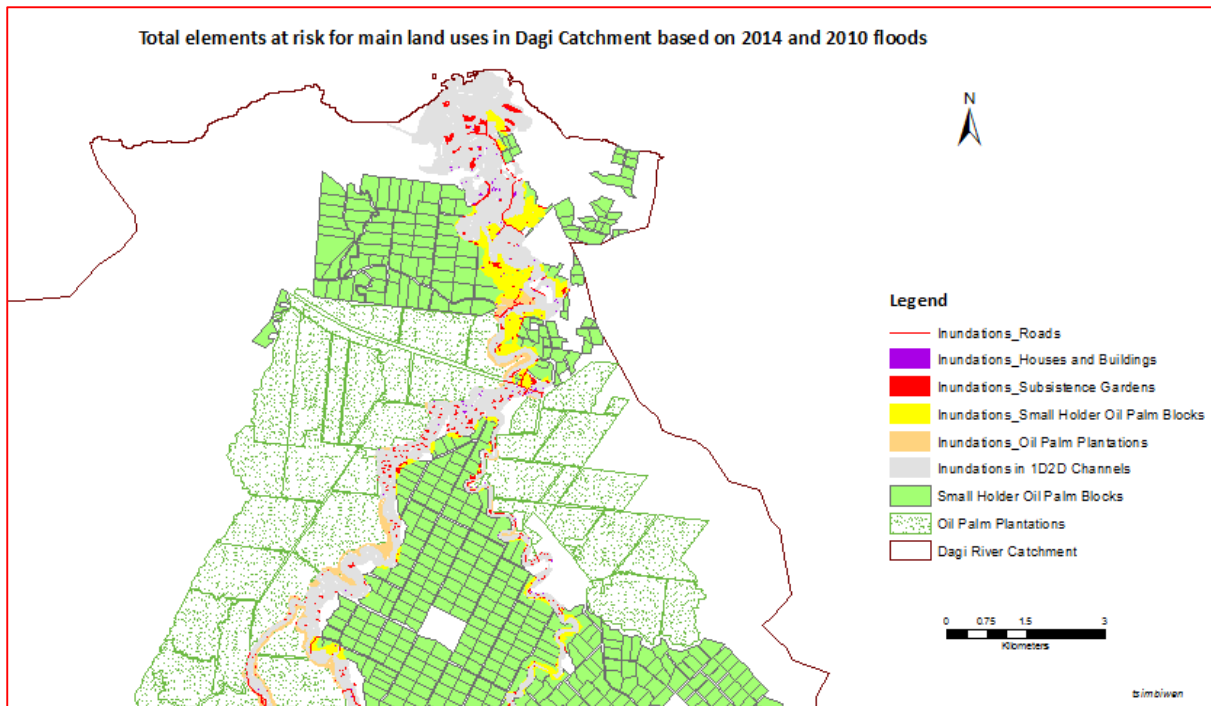 Total elements at risk for main land uses in Dagi Catchment based on 2014 and 2010 floods
N
Legend
Inundations_Roads
Inundations_Houses and Buildings
Inundations_Subsistence Gardens
Inundations_Small Holder Oil Palm Blocks
Inundations_Oil Palm Plantations
Inundations in 1D2D Channels
Small Holder Oil Palm Blocks
Oil Palm Plantations
Dagi River Catchment
0 0.75 1.5 3
Kilometers
tsimbiwen